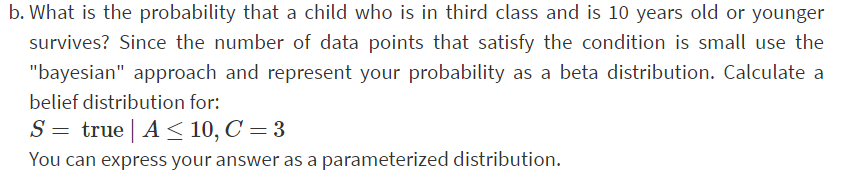 b. What is the probability that a child who is in third class and is 10 years old or younger
survives? Since the number of data points that satisfy the condition is small use the
"bayesian" approach and represent your probability as a beta distribution. Calculate a
belief distribution for:
S = true | A ≤ 10, C = 3
You can express your answer as a parameterized distribution.